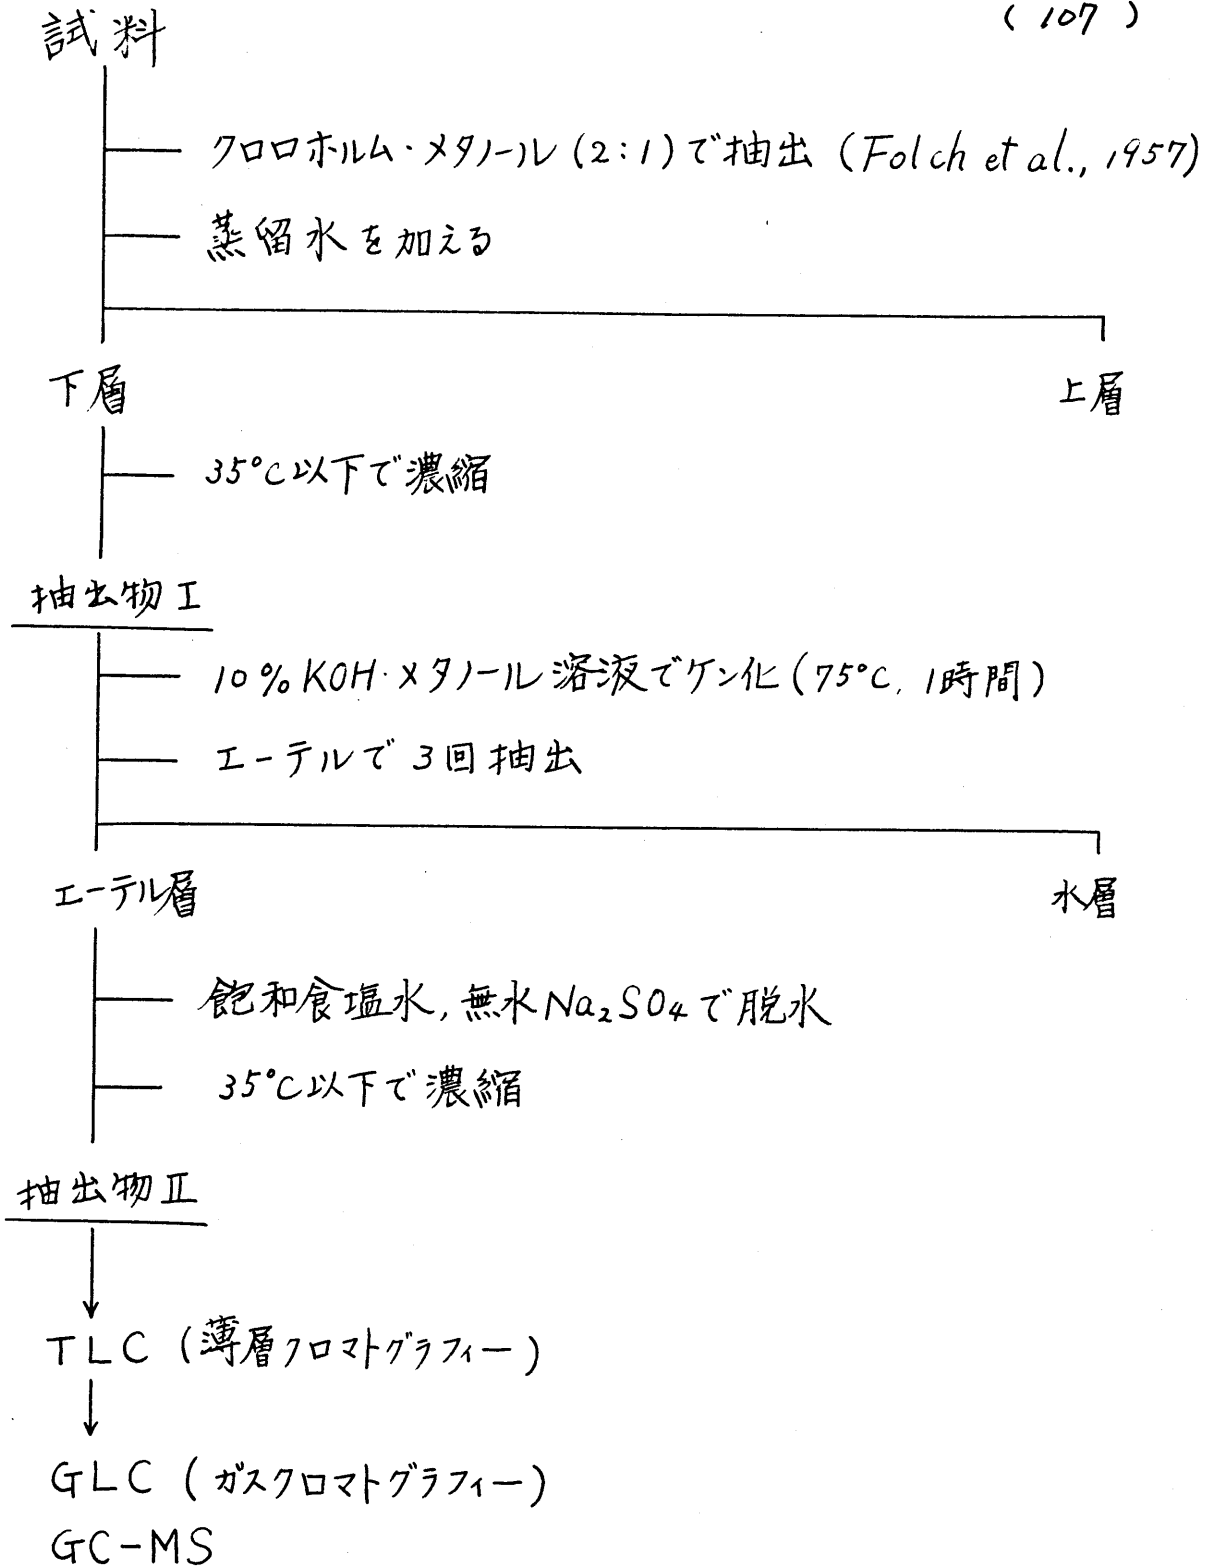 (107)
試料
クロロホルム・メタノール(2:1)で抽出(Folch et al., 1957)
蒸留水を加える
下層
上層
35°C以下で濃縮
抽出物I
10%KOH・メタノール溶液でケン化(75°C, 1時間)
エーテルで3回抽出
エーテル層
水層
飽和食塩水,無水Na₂SO₄で脱水
35°C以下で濃縮
抽出物II
TLC(薄層クロマトグラフィー)
GLC(ガスクロマトグラフィー)
GC-MS